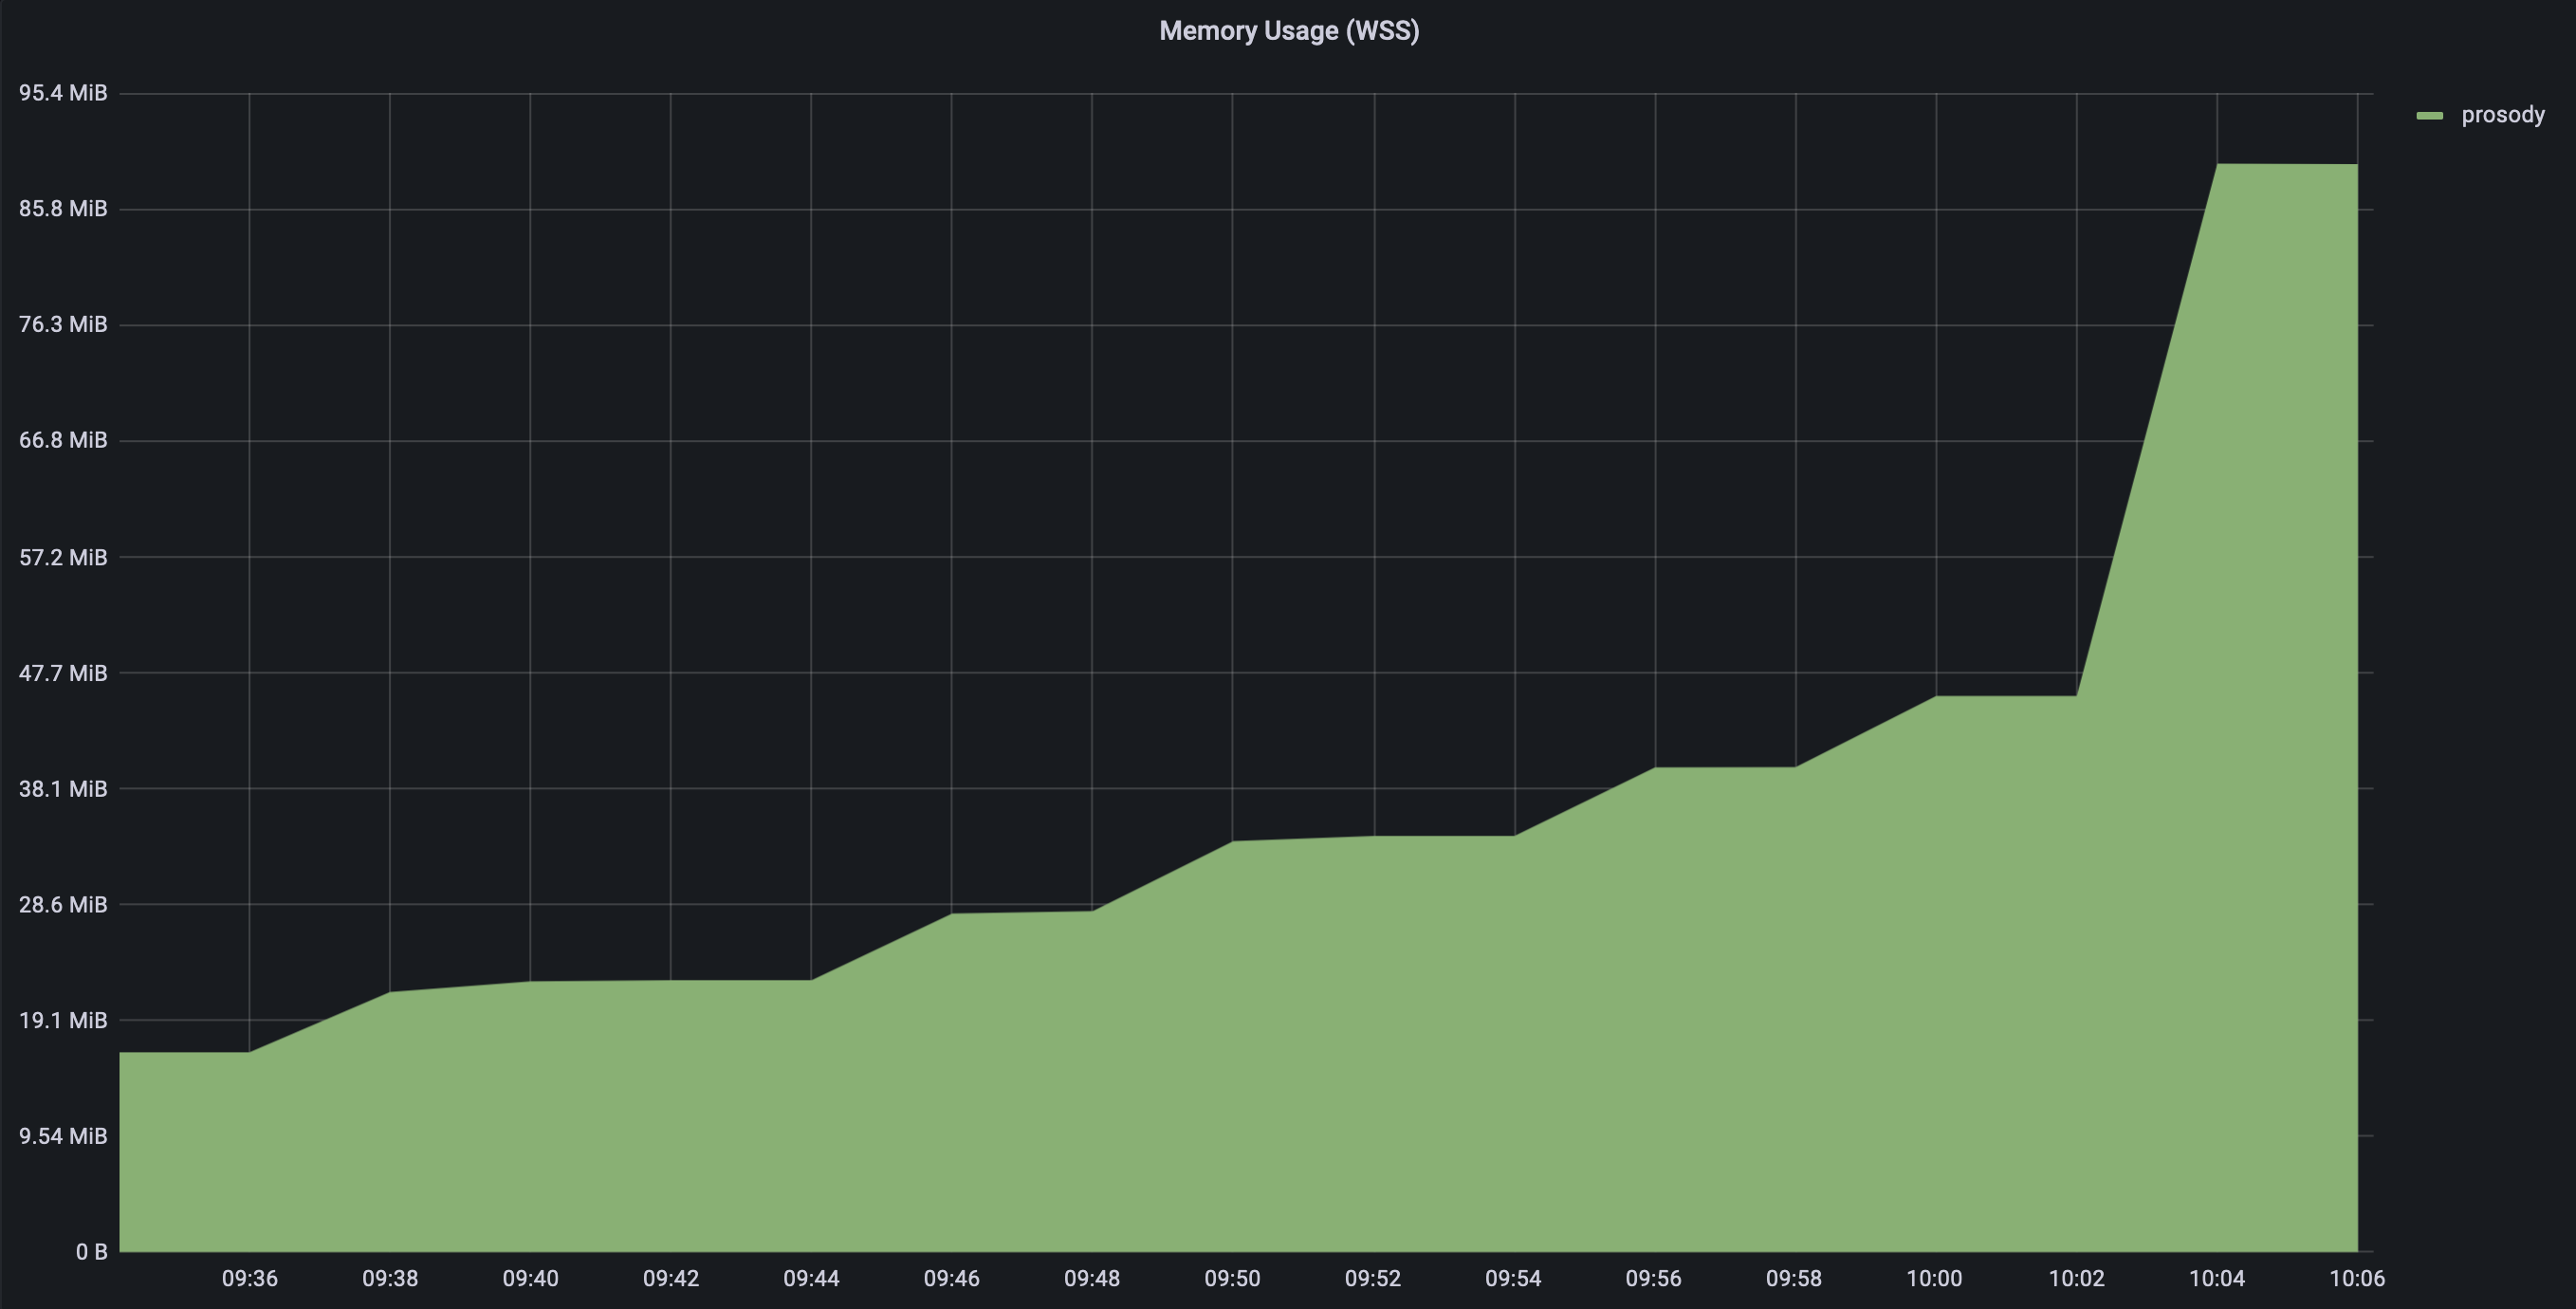 Memory Usage (WSS)
95.4 MiB
85.8 MiB
76.3 MiB
66.8 MiB
57.2 MiB
47.7 MiB
38.1 MiB
28.6 MiB
19.1 MiB
9.54 MiB
0 B
09:36 09:38 09:40 09:42 09:44 09:46 09:48 09:50 09:52 09:54 09:56 09:58 10:00 10:02 10:04 10:06
prosody